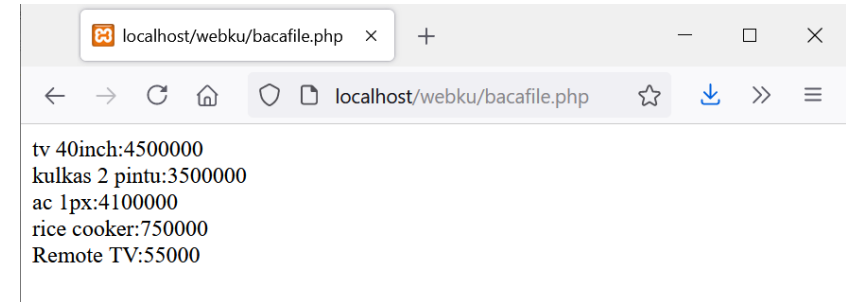 localhost/webku/bacafile.php
localhost/webku/bacafile.php
tv 40inch:4500000
kulkas 2 pintu:3500000
ac 1px:4100000
rice cooker:750000
Remote TV:55000